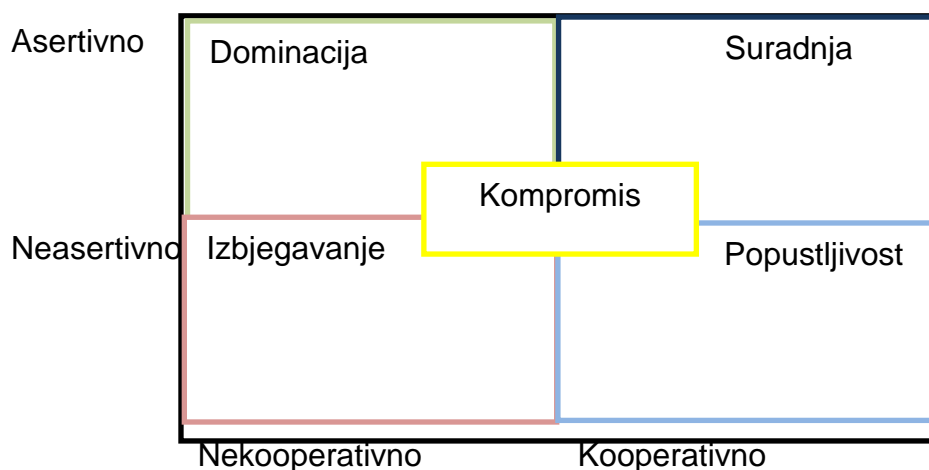 Asertivno
Dominacija
Suradnja
Kompromis
Neasertivno
Izbjegavanje
Popustljivost
Nekooperativno
Kooperativno